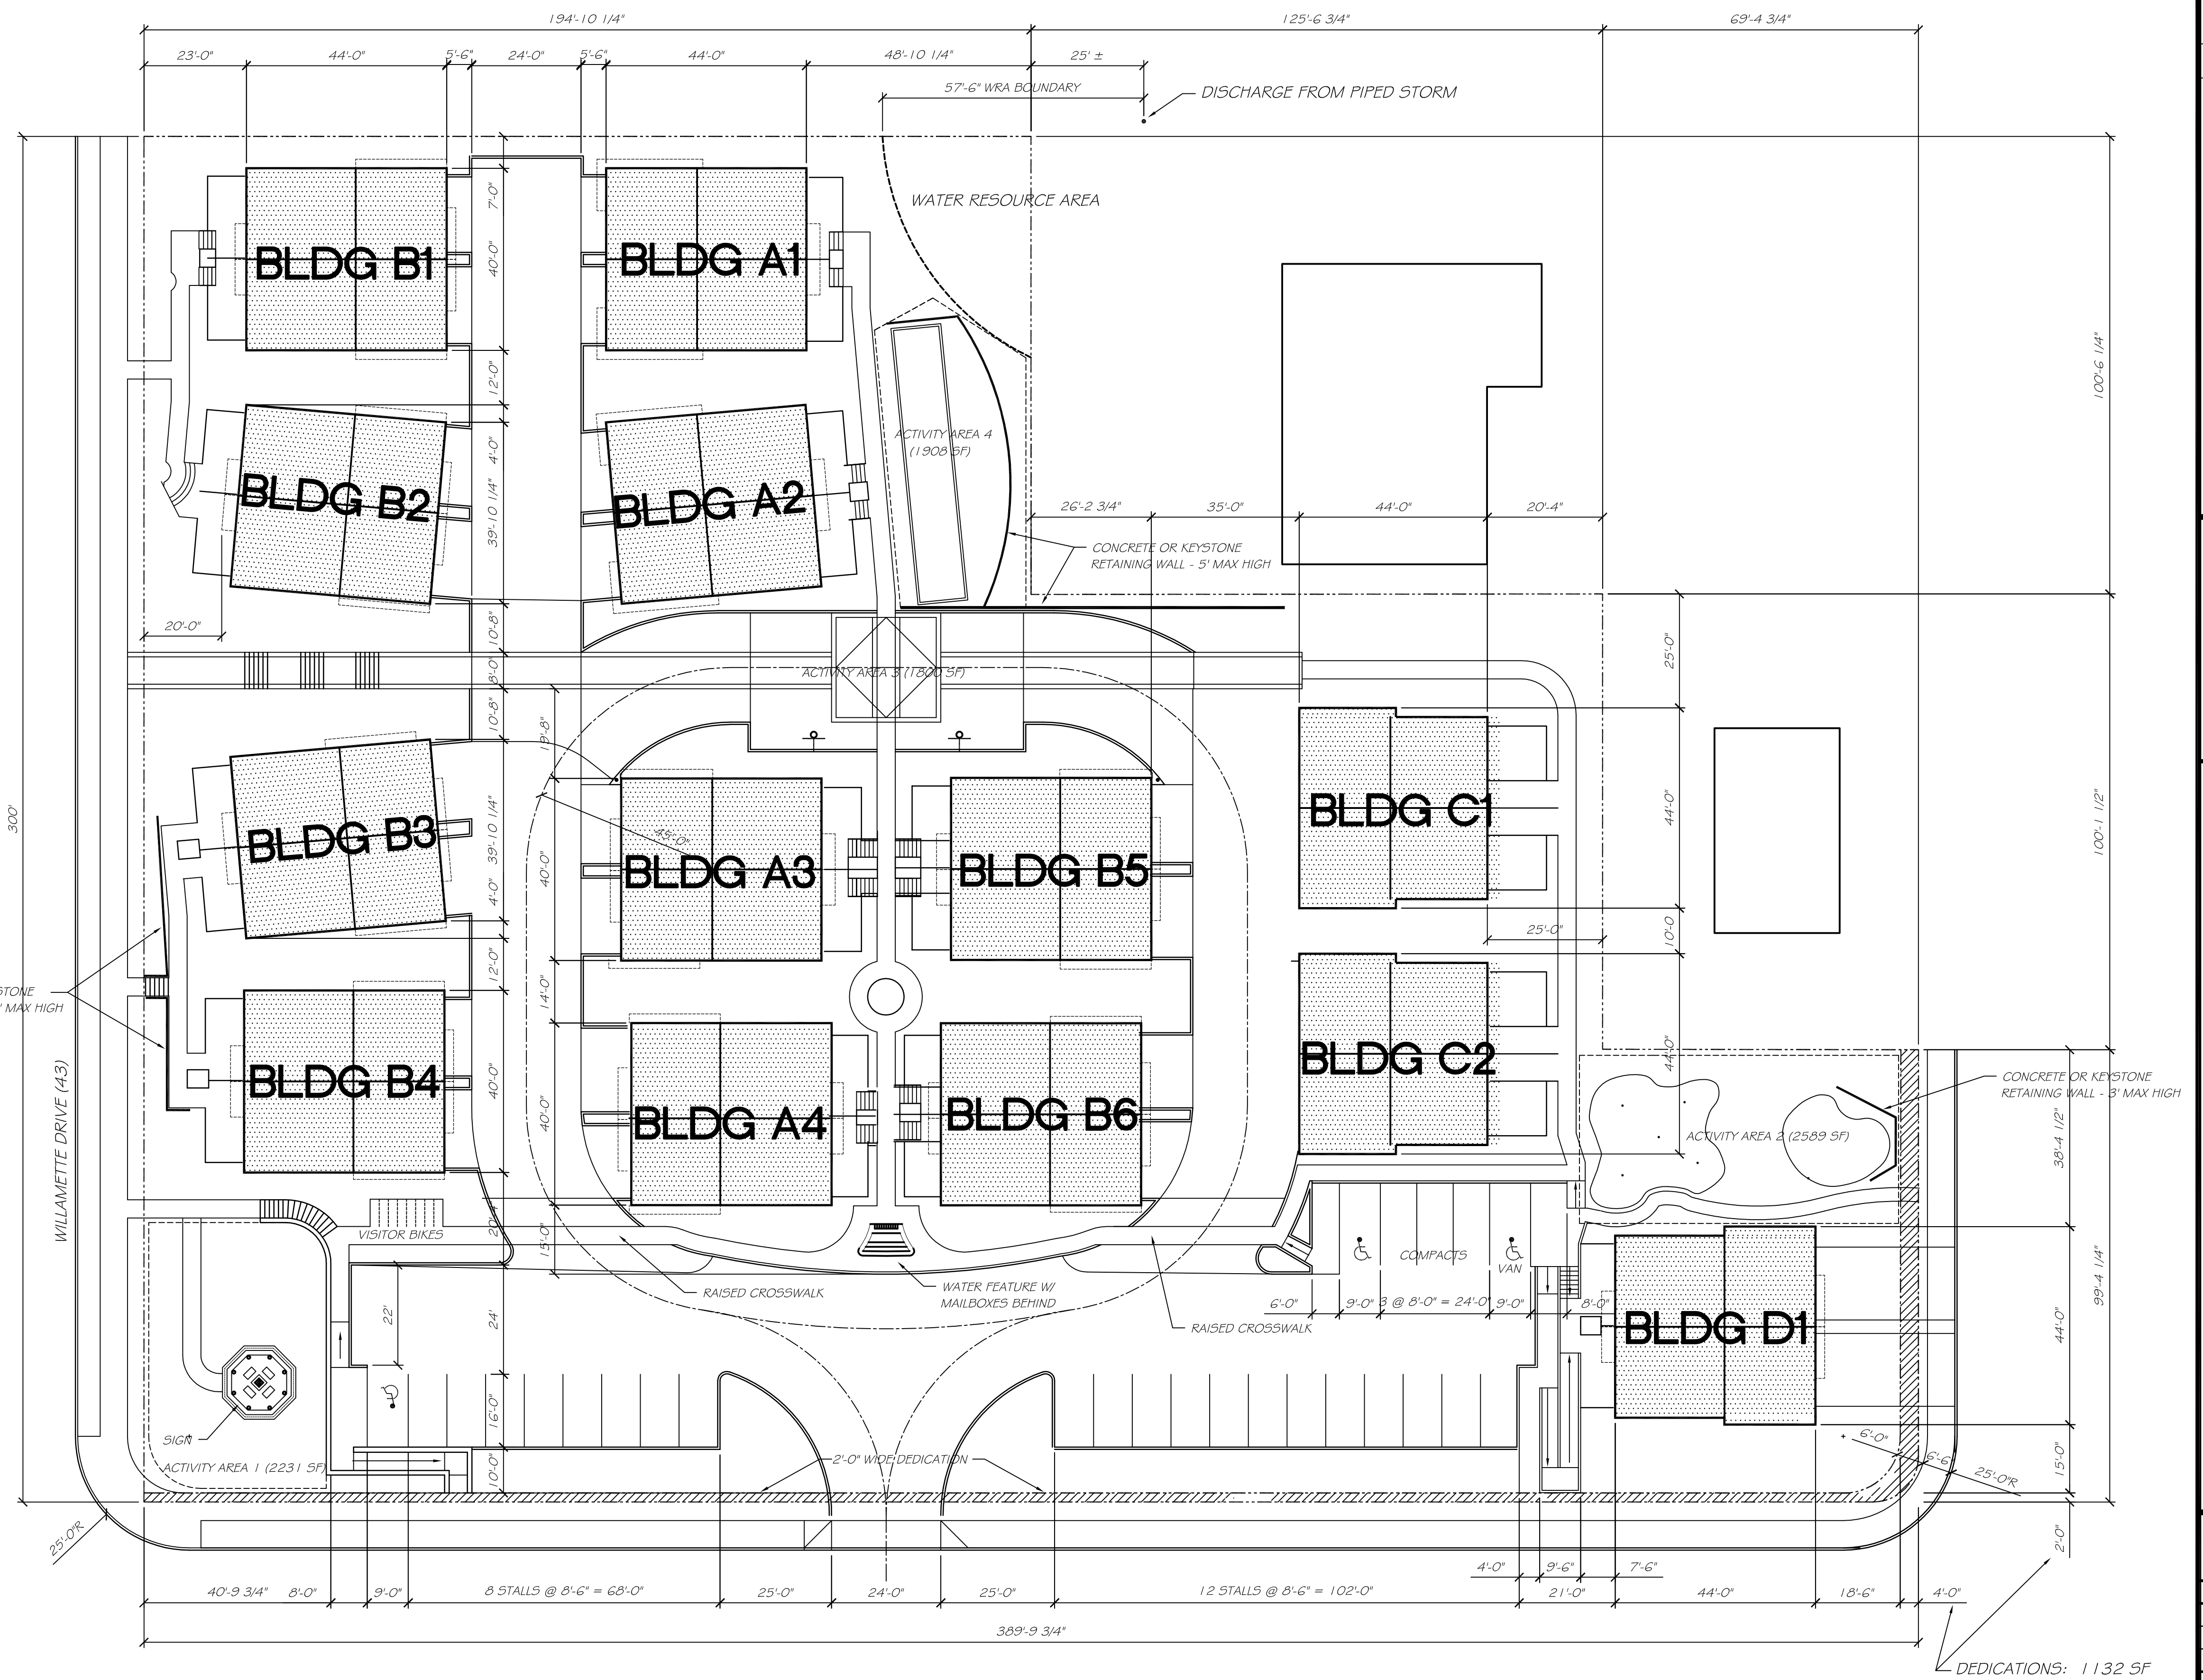 194'-10 1/4"
125'-6 3/4"
69'-4 3/4"
23'-0"
44'-0"
5'-6"
24'-0"
5'-6"
44'-0"
48'-10 1/4"
25' ±
57'-6" WRA BOUNDARY
DISCHARGE FROM PIPED STORM
WATER RESOURCE AREA
7'-0"
BLDG B1
40'-0"
BLDG A1
12'-0"
100'-6 1/4"
BLDG B2
4'-0"
39'-10 1/4"
BLDG A2
ACTIVITY AREA 4
(1908 SF)
26'-2 3/4"
35'-0"
44'-0"
20'-4"
CONCRETE OR KEYSTONE
RETAINING WALL - 5' MAX HIGH
20'-0"
10'-8"
8'-0"
10'-8"
ACTIVITY AREA 3 (1800 SF)
25'-0"
19'-8"
300'
BLDG B3
39'-10 1/4"
4'-0"
45'-0"
40'-0"
BLDG A3
BLDG B5
BLDG C1
44'-0"
100'-1 1/2"
25'-0"
10'-0
12'-0"
14'-0"
STONE
' MAX HIGH
WILLAMETTE DRIVE (43)
BLDG B4
40'-0"
40'-0"
BLDG A4
BLDG B6
BLDG C2
44'-0"
CONCRETE OR KEYSTONE
RETAINING WALL - 3' MAX HIGH
ACTIVITY AREA 2 (2589 SF)
38'-4 1/2"
VISITOR BIKES
15'-0"
COMPACTS
VAN
WATER FEATURE W/
MAILBOXES BEHIND
RAISED CROSSWALK
RAISED CROSSWALK
22'
24'
6'-0"
9'-0"
3 @ 8'-0" = 24'-0"
9'-0"
8'-0"
BLDG D1
44'-0"
99'-4 1/4"
16'-0"
10'-0"
SIGN
ACTIVITY AREA 1 (2231 SF)
2'-0" WIDE DEDICATION
6'-0"
6'-6"
25'-0"R
15'-0"
2'-0"
25'-0"R
4'-0"
9'-6"
7'-6"
40'-9 3/4"
8'-0"
9'-0"
8 STALLS @ 8'-6" = 68'-0"
25'-0"
24'-0"
25'-0"
12 STALLS @ 8'-6" = 102'-0"
21'-0"
44'-0"
18'-6"
4'-0"
389'-9 3/4"
DEDICATIONS: 1132 SF